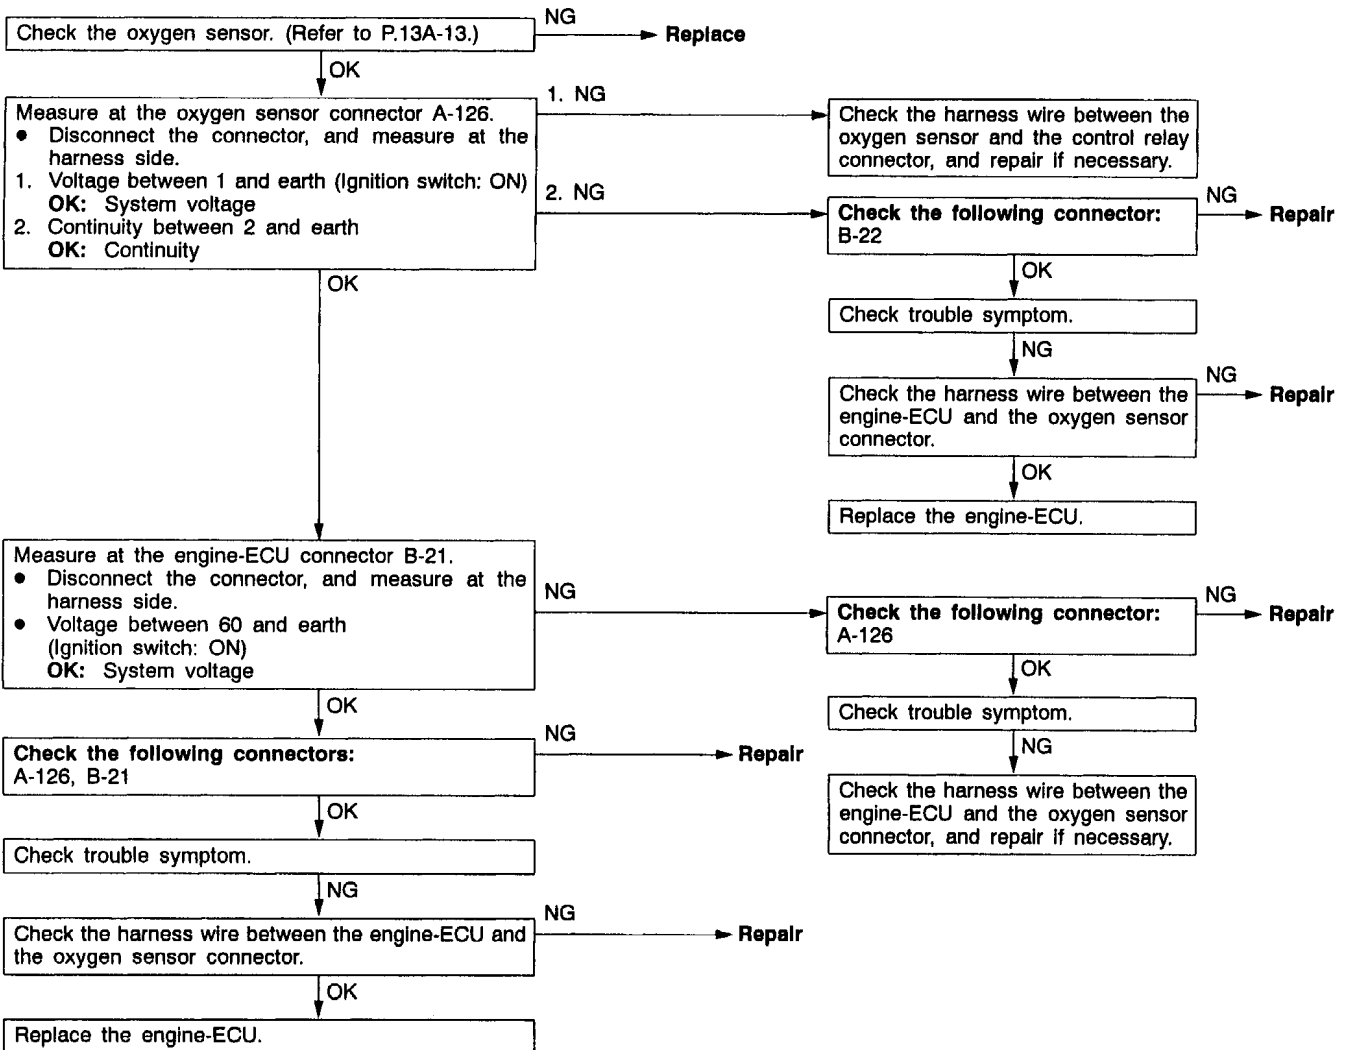 Check the oxygen sensor. (Refer to P.13A-13.)
NG
Replace
OK
Measure at the oxygen sensor connector A-126.
● Disconnect the connector, and measure at the
harness side.
1. Voltage between 1 and earth (Ignition switch: ON)
OK: System voltage
2. Continuity between 2 and earth
OK: Continuity
1. NG
Check the harness wire between the
oxygen sensor and the control relay
connector, and repair if necessary.
2. NG
Check the following connector:
B-22
NG
Repair
OK
Check trouble symptom.
NG
Check the harness wire between the
engine-ECU and the oxygen sensor
connector.
NG
Repair
OK
Replace the engine-ECU.
OK
Measure at the engine-ECU connector B-21.
● Disconnect the connector, and measure at the
harness side.
● Voltage between 60 and earth
(Ignition switch: ON)
OK: System voltage
NG
Check the following connector:
A-126
NG
Repair
OK
Check trouble symptom.
NG
Check the harness wire between the
engine-ECU and the oxygen sensor
connector, and repair if necessary.
OK
Check the following connectors:
A-126, B-21
NG
Repair
OK
Check trouble symptom.
NG
Check the harness wire between the engine-ECU and
the oxygen sensor connector.
NG
Repair
OK
Replace the engine-ECU.